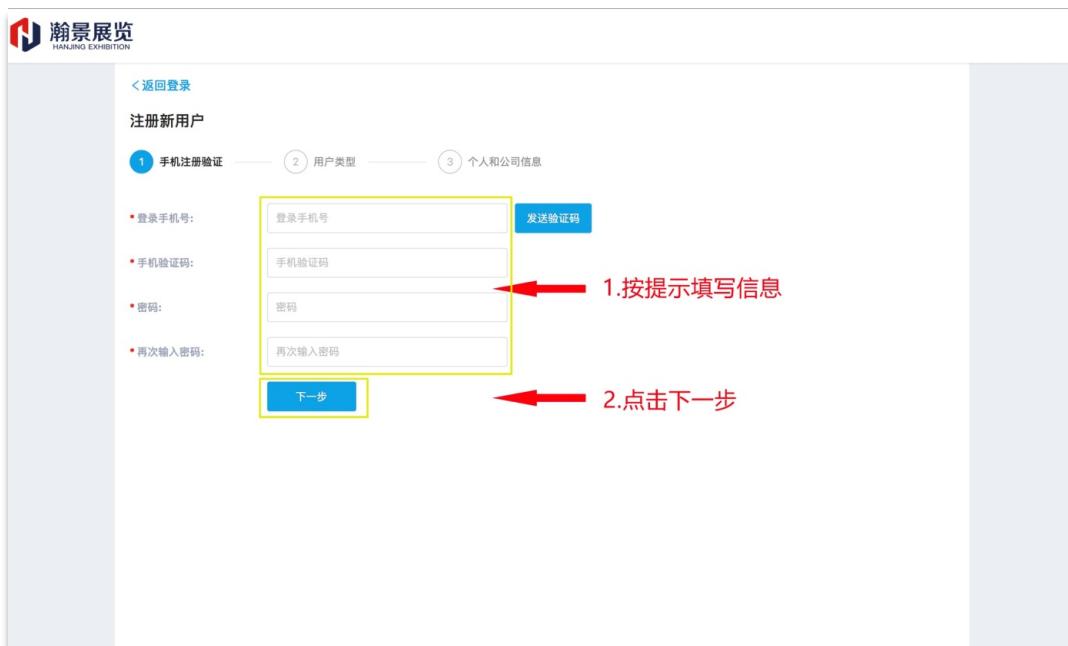 瀚景展览
HANJING EXHIBITION
<返回登录
注册新用户
1 手机注册验证 2 用户类型 3 个人和公司信息
*登录手机号: 登录手机号 发送验证码
*手机验证码: 手机验证码
1.按提示填写信息
*密码: 密码
*再次输入密码: 再次输入密码
下一步 2.点击下一步